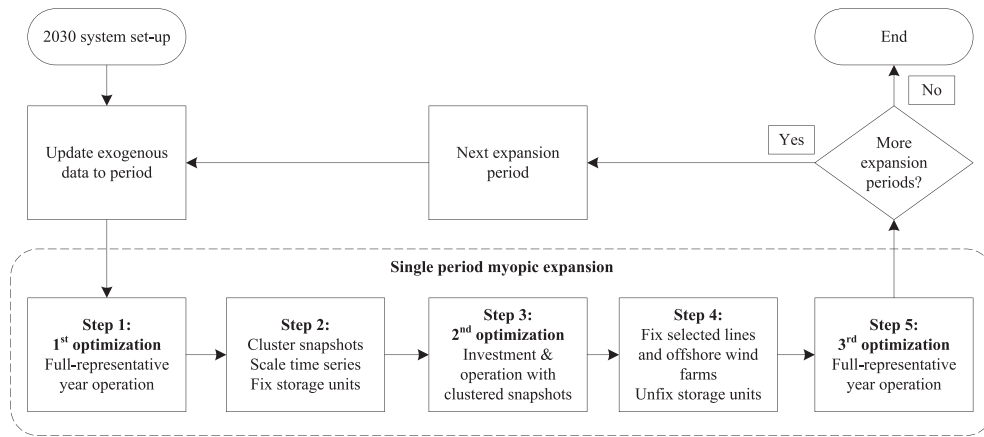 2030 system set-up
End
No
Yes
Update exogenous
data to period
Next expansion
period
More
expansion
periods?
Single period myopic expansion
Step 1:
1st optimization
Full-representative
year operation
Step 2:
Cluster snapshots
Scale time series
Fix storage units
Step 3:
2nd optimization
Investment &
operation with
clustered snapshots
Step 4:
Fix selected lines
and offshore wind
farms
Unfix storage units
Step 5:
3rd optimization
Full-representative
year operation